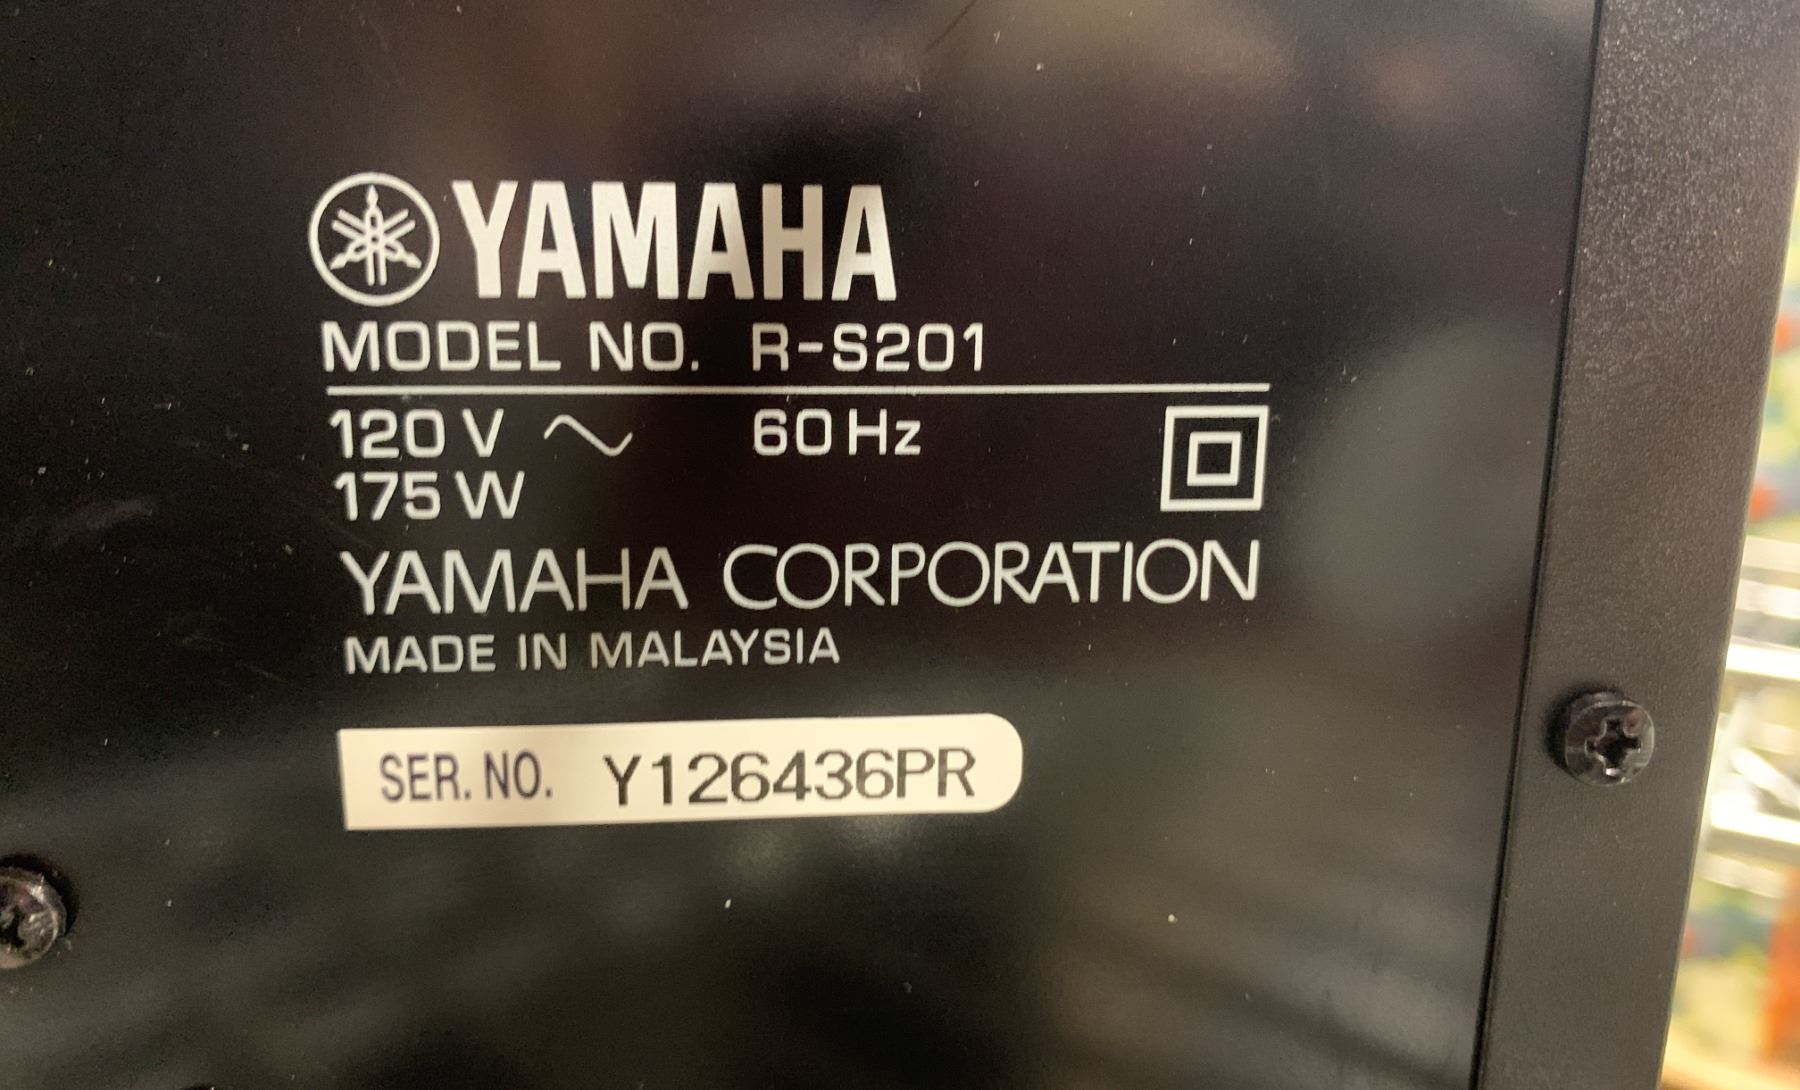 YAMAHA
MODEL NO. R-S201
120 V ~ 60 Hz
175 W
YAMAHA CORPORATION
MADE IN MALAYSIA
SER. NO. Y126436PR